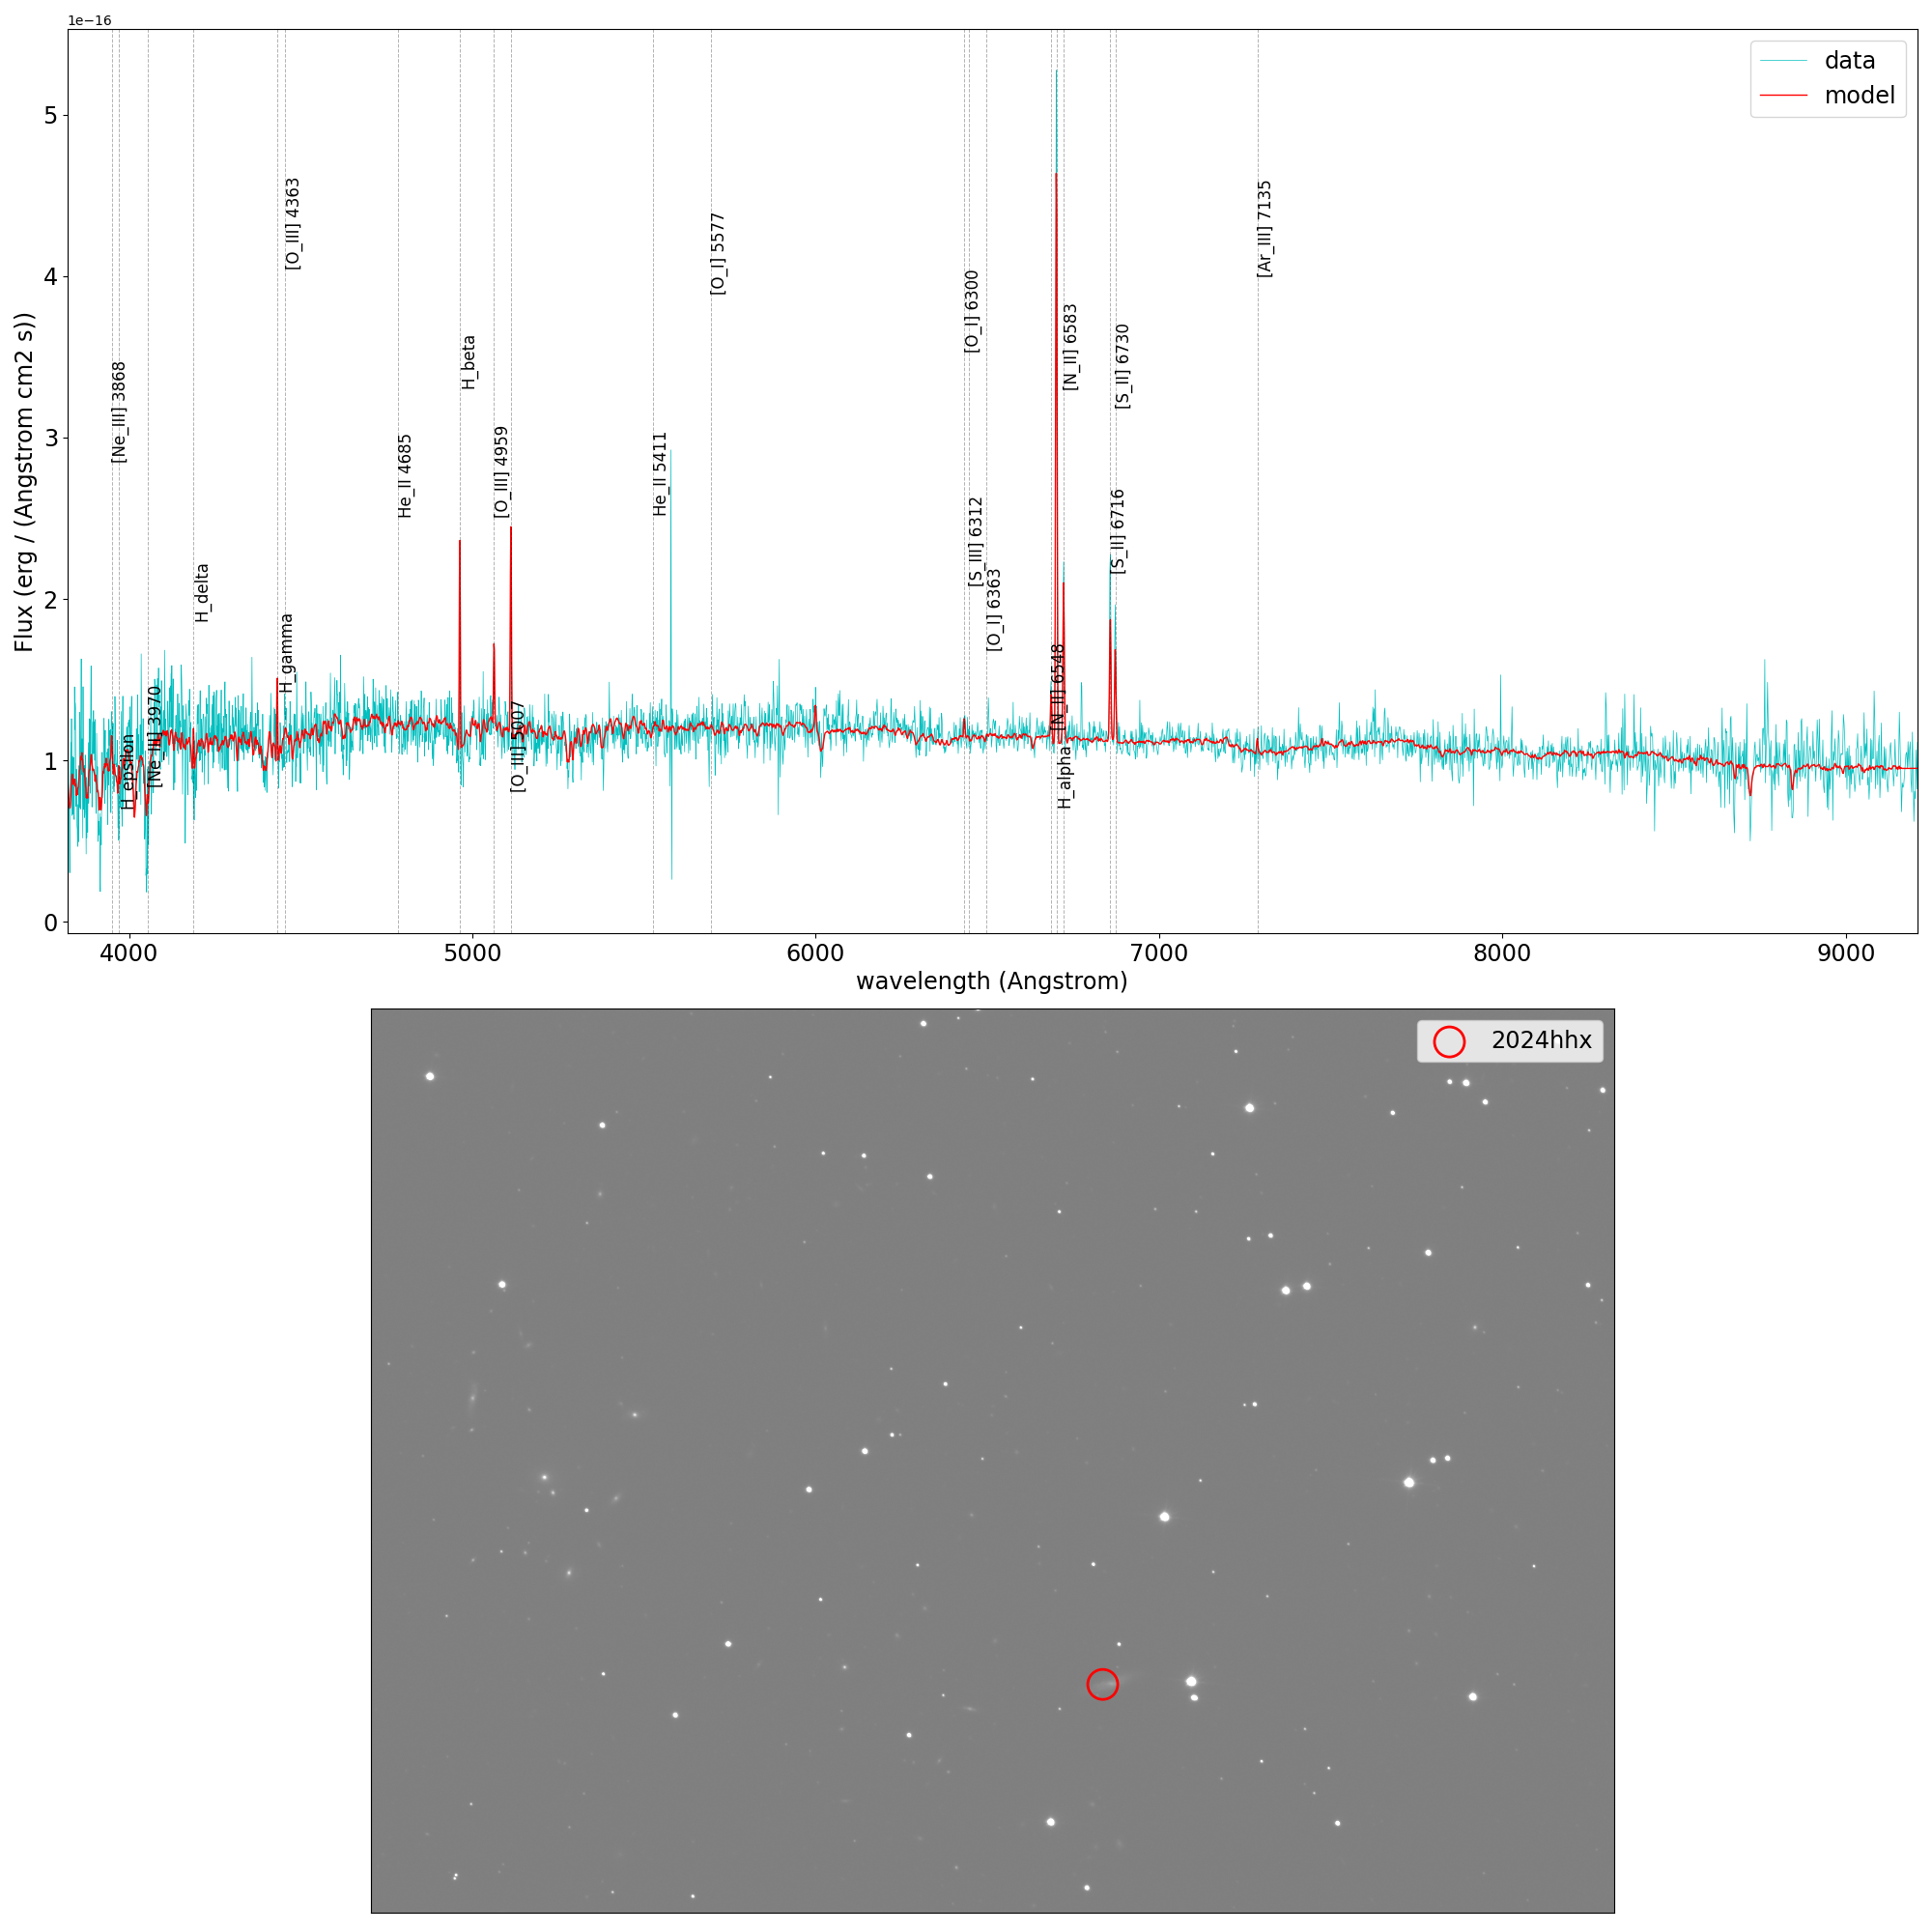 1e−16
data
model
Flux (erg / (Angstrom cm2 s))
5
4
3
2
1
0
[Ne_III] 3868
H_epsilon
[Ne_III] 3970
H_delta
H_gamma
[O_III] 4363
He_II 4685
H_beta
[O_III] 4959
[O_III] 5007
He_II 5411
[O_I] 5577
[O_I] 6300
[S_III] 6312
[O_I] 6363
[N_II] 6548
H_alpha
[N_II] 6583
[S_II] 6716
[S_II] 6730
[Ar_III] 7135
4000 5000 6000 7000 8000 9000
wavelength (Angstrom)
2024hhx